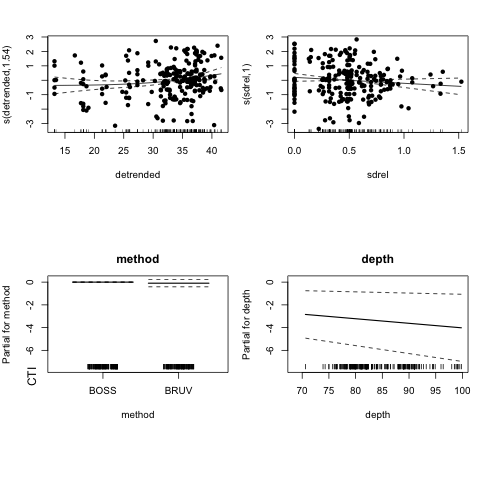 s(detrended,1.54)
3
2
1
-1
-3
15 20 25 30 35 40
detrended
s(sdrel,1)
3
2
1
-1
-3
0.0 0.5 1.0 1.5
sdrel
method
Partial for method
0
-2
-4
-6
CTI
BOSS BRUV
method
depth
Partial for depth
0
-2
-4
-6
70 75 80 85 90 95 100
depth